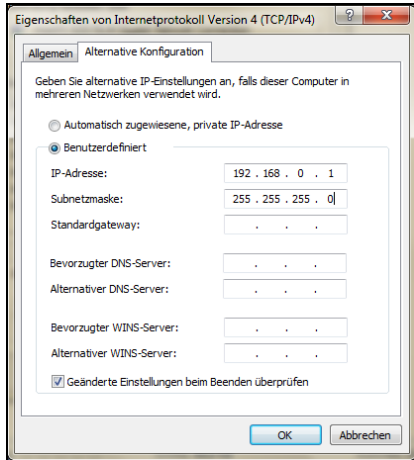 Eigenschaften von Internetprotokoll Version 4 (TCP/IPv4)
Allgemein Alternative Konfiguration
Geben Sie alternative IP-Einstellungen an, falls dieser Computer in
mehreren Netzwerken verwendet wird.
Automatisch zugewiesene, private IP-Adresse
Benutzerdefiniert
IP-Adresse: 192 . 168 . 0 . 1
Subnetzmaske: 255 . 255 . 255 . 0
Standardgateway: . . .
Bevorzugter DNS-Server: . . .
Alternativer DNS-Server: . . .
Bevorzugter WINS-Server: . . .
Alternativer WINS-Server: . . .
Geänderte Einstellungen beim Beenden überprüfen
OK Abbrechen